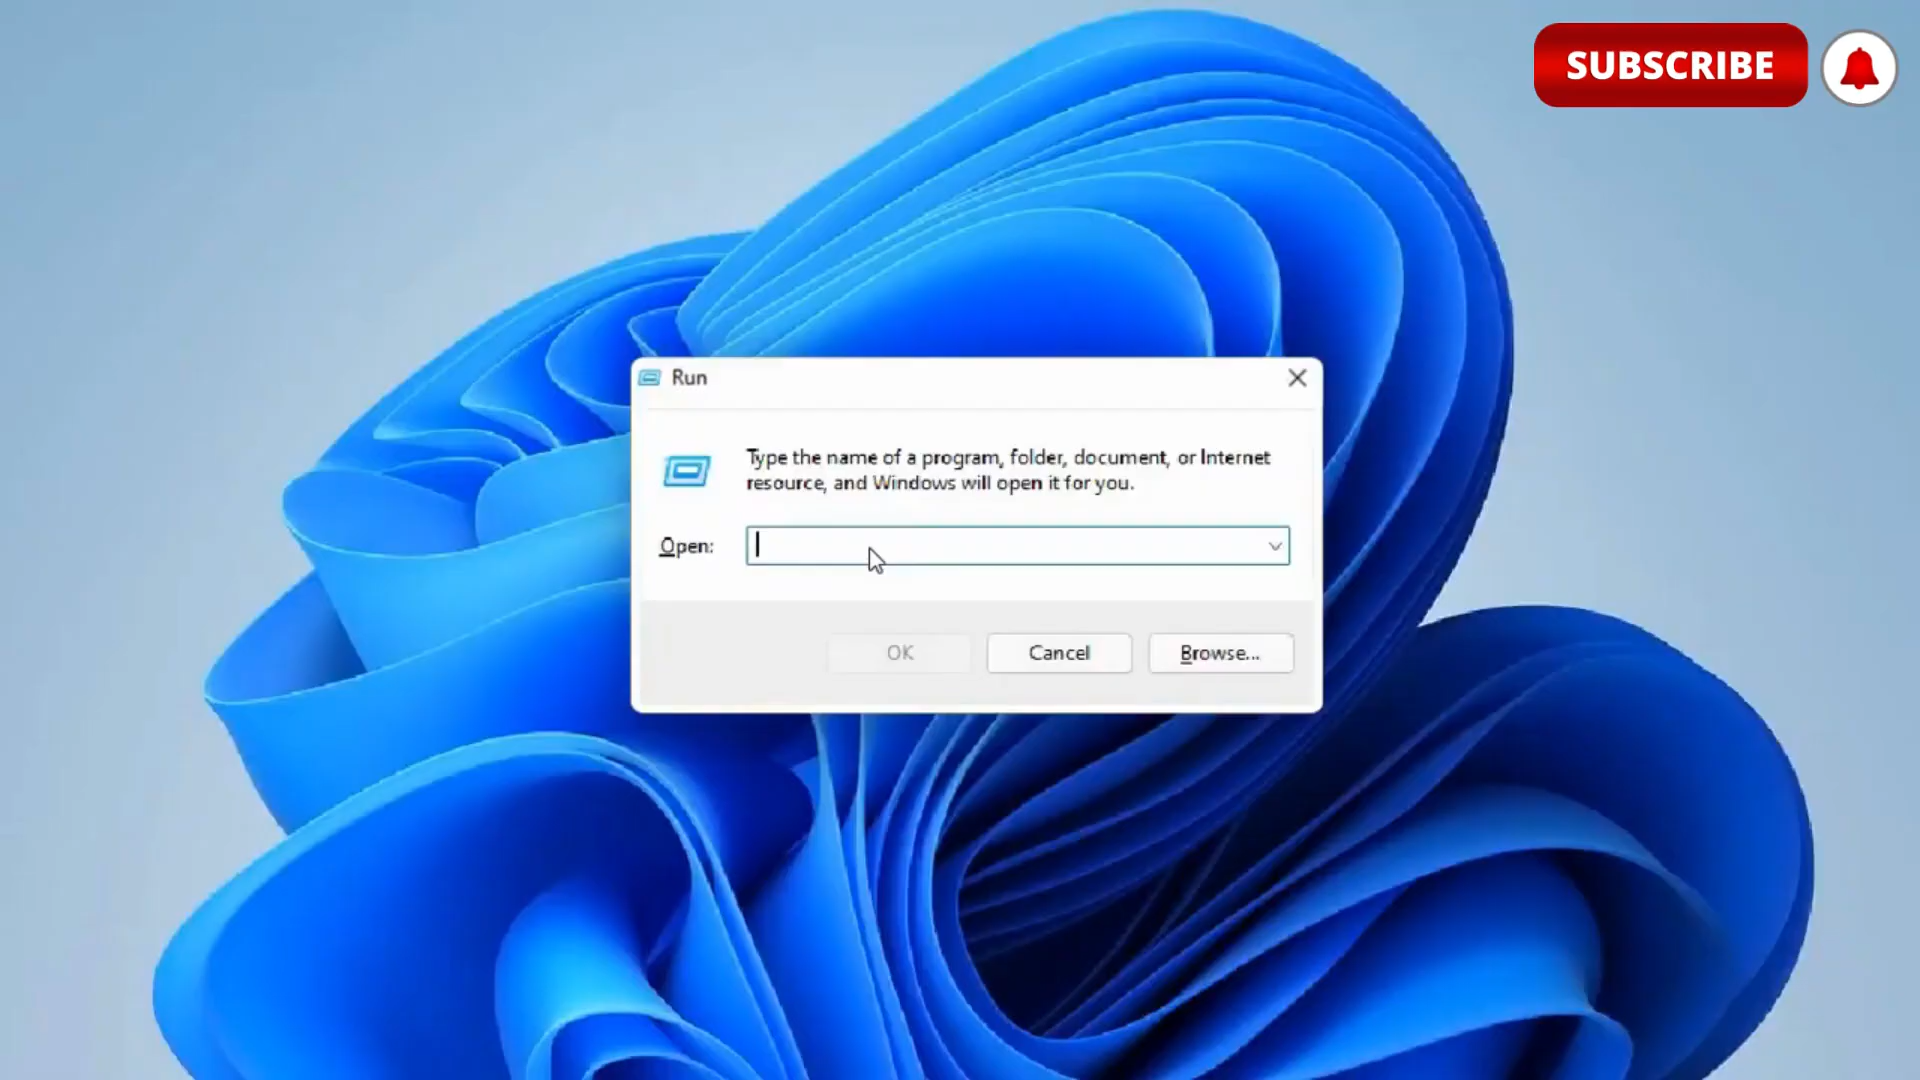 SUBSCRIBE
Run
Type the name of a program, folder, document, or Internet
resource, and Windows will open it for you.
Open:
OK
Cancel
Browse...